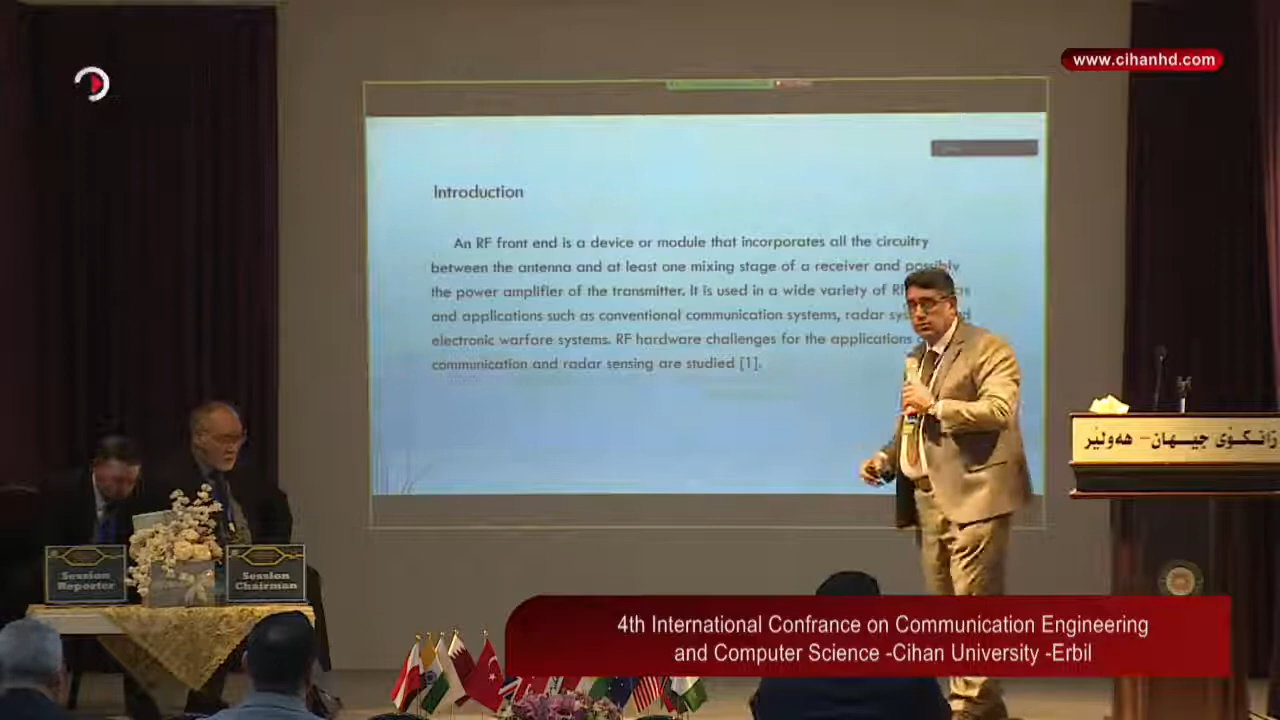 www.cihanhd.com
Introduction
An RF front end is a device or module that incorporates all the circuitry
between the antenna and at least one mixing stage of a receiver and possibly
the power amplifier of the transmitter. It is used in a wide variety of
and applications such as conventional communication systems, radar
electronic warfare systems. RF hardware challenges for the applications
communication and radar sensing are studied [1].
زانکۆی جیهان - هەولێر
Session
Reporter
Session
Chairman
4th International Confrance on Communication Engineering
and Computer Science -Cihan University -Erbil